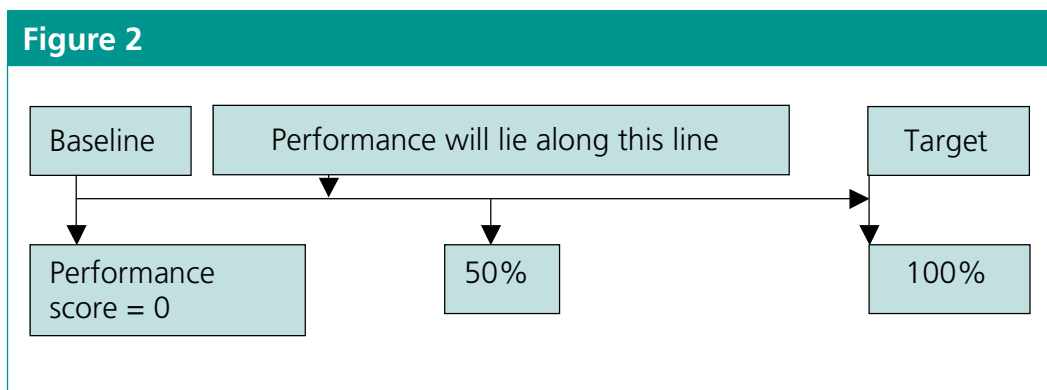 Figure 2
Baseline
Performance will lie along this line
Target
Performance
score = 0
50%
100%